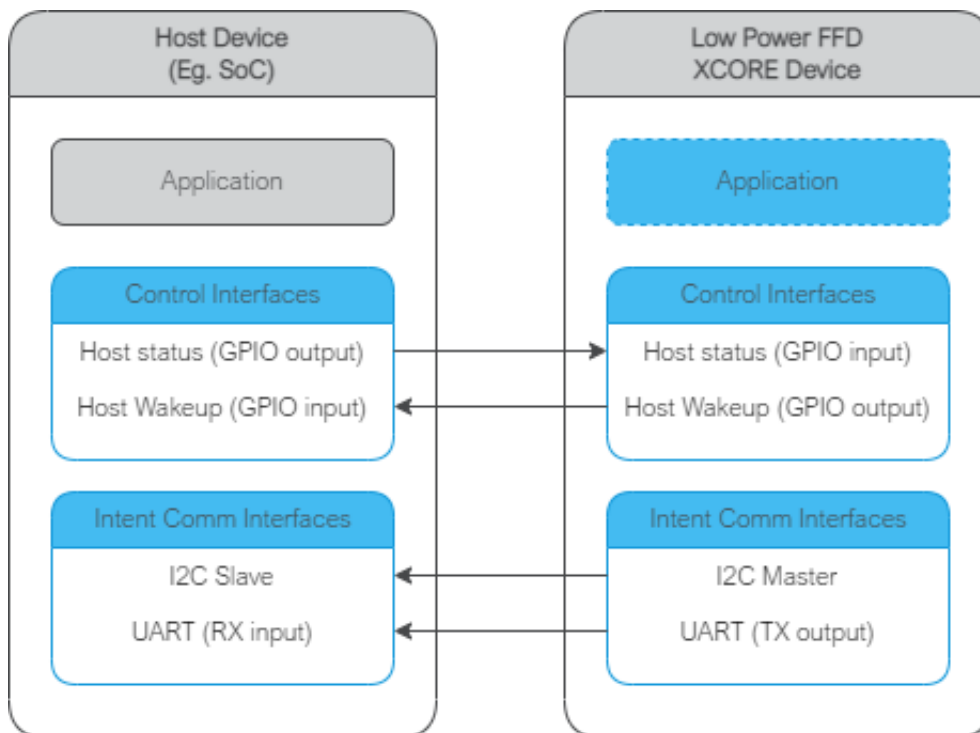 Host Device
(Eg. SoC)
Application
Control Interfaces
Host status (GPIO output)
Host Wakeup (GPIO input)
Intent Comm Interfaces
I2C Slave
UART (RX input)
Low Power FFD
XCORE Device
Application
Control Interfaces
Host status (GPIO input)
Host Wakeup (GPIO output)
Intent Comm Interfaces
I2C Master
UART (TX output)